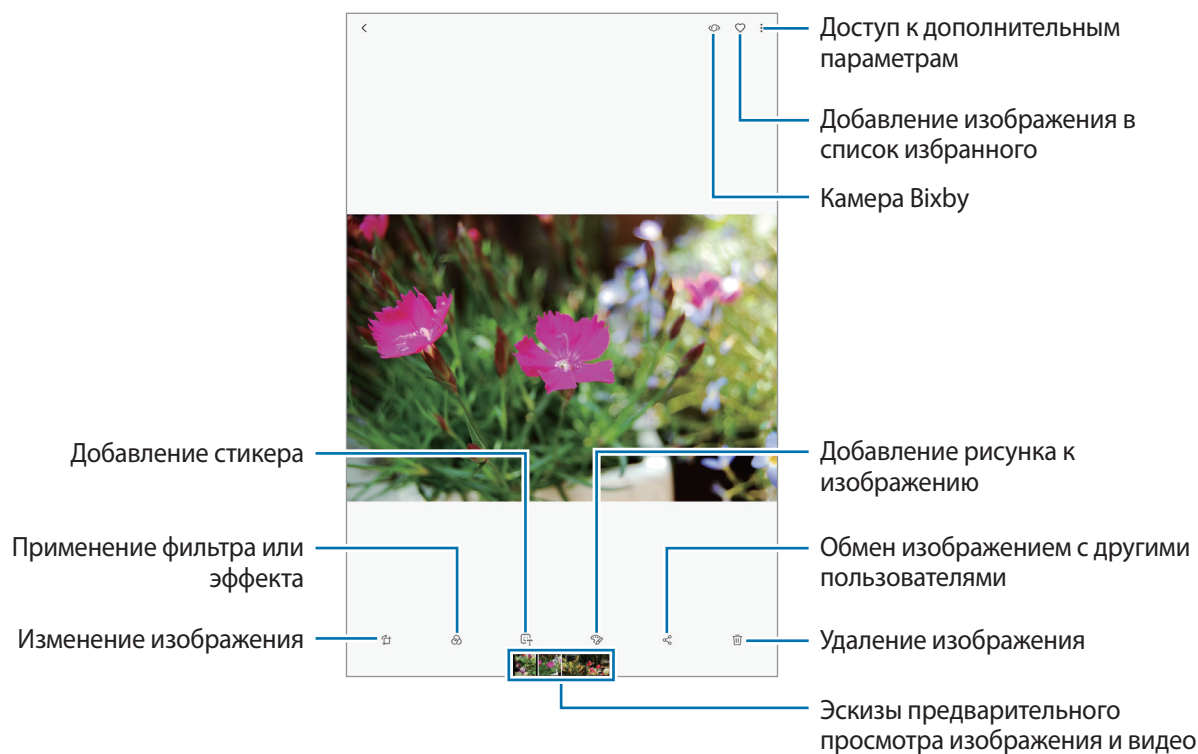 Доступ к дополнительным
параметрам
Добавление изображения в
список избранного
Камера Bixby
Добавление стикера
Добавление рисунка к
изображению
Применение фильтра или
эффекта
Обмен изображением с другими
пользователями
Изменение изображения
Удаление изображения
Эскизы предварительного
просмотра изображения и видео